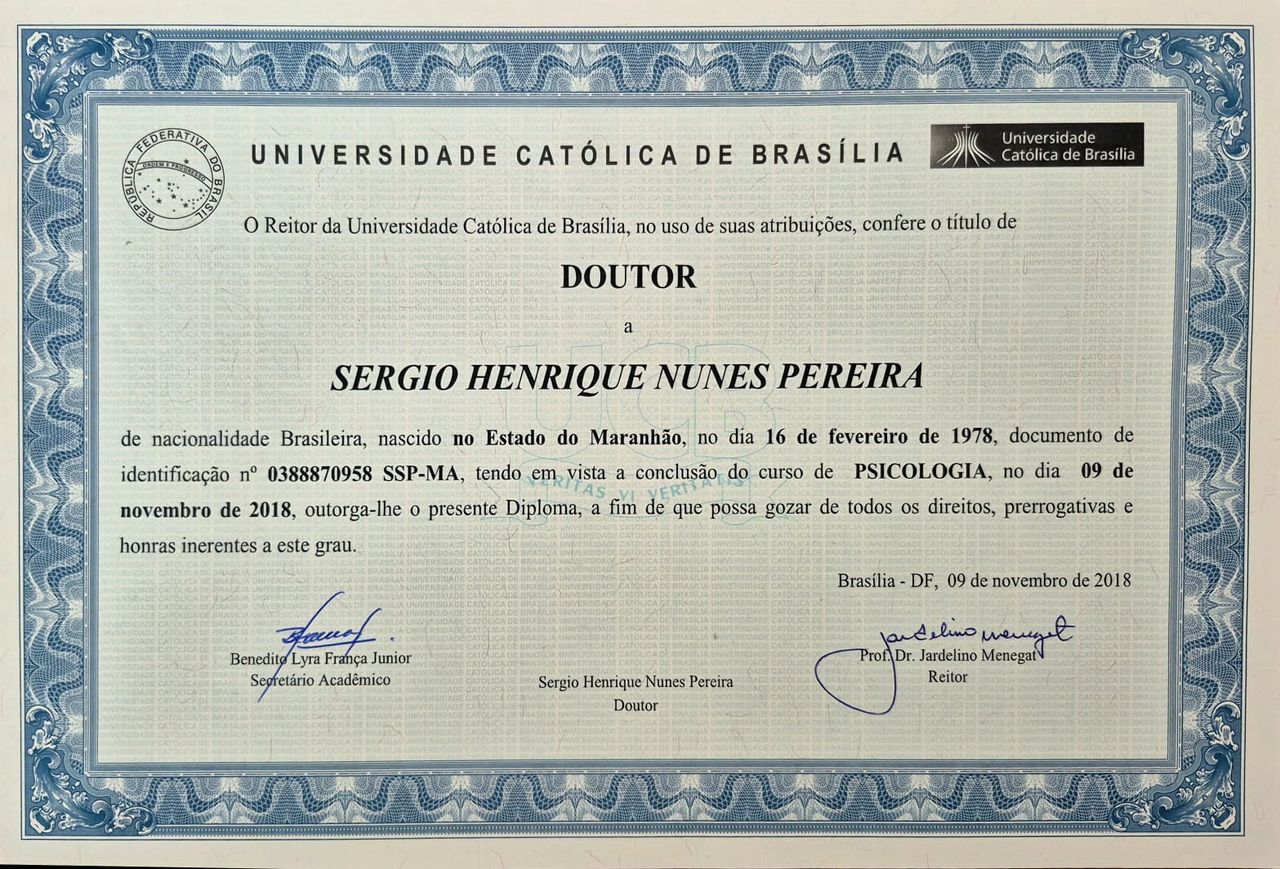 REPÚBLICA FEDERATIVA DO BRASIL
ORDEM E PROGRESSO
UNIVERSIDADE CATÓLICA DE BRASÍLIA
Universidade
Católica de Brasília
O Reitor da Universidade Católica de Brasília, no uso de suas atribuições, confere o título de
DOUTOR
a
SERGIO HENRIQUE NUNES PEREIRA
UCB
de nacionalidade Brasileira, nascido no Estado do Maranhão, no dia 16 de fevereiro de 1978, documento de
identificação nº 0388870958 SSP-MA, tendo em vista a conclusão do curso de PSICOLOGIA, no dia 09 de
novembro de 2018, outorga-lhe o presente Diploma, a fim de que possa gozar de todos os direitos, prerrogativas e
honras inerentes a este grau.
Brasília - DF, 09 de novembro de 2018
Jardelino Menegat
Benedito Lyra França Junior
Secretário Acadêmico
Sergio Henrique Nunes Pereira
Doutor
Prof. Dr. Jardelino Menegat
Reitor